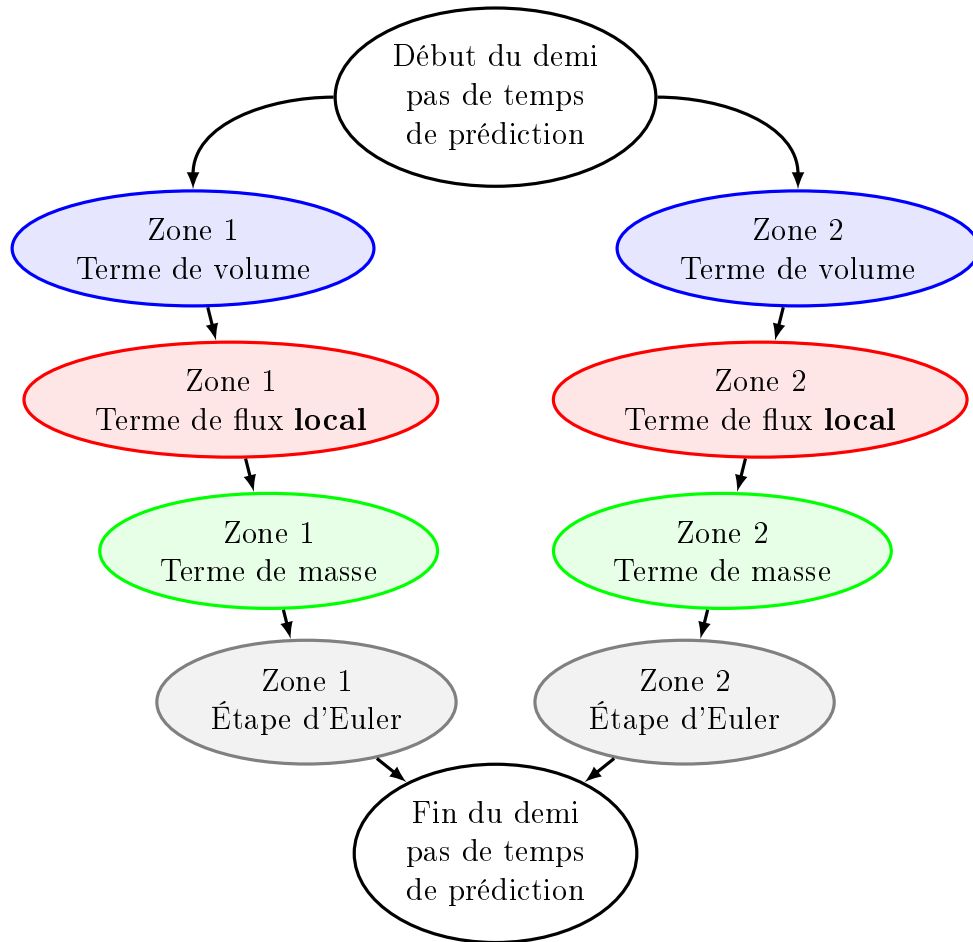 Début du demi
pas de temps
de prédiction
Zone 1
Terme de volume
Zone 2
Terme de volume
Zone 1
Terme de flux local
Zone 2
Terme de flux local
Zone 1
Terme de masse
Zone 2
Terme de masse
Zone 1
Étape d'Euler
Zone 2
Étape d'Euler
Fin du demi
pas de temps
de prédiction